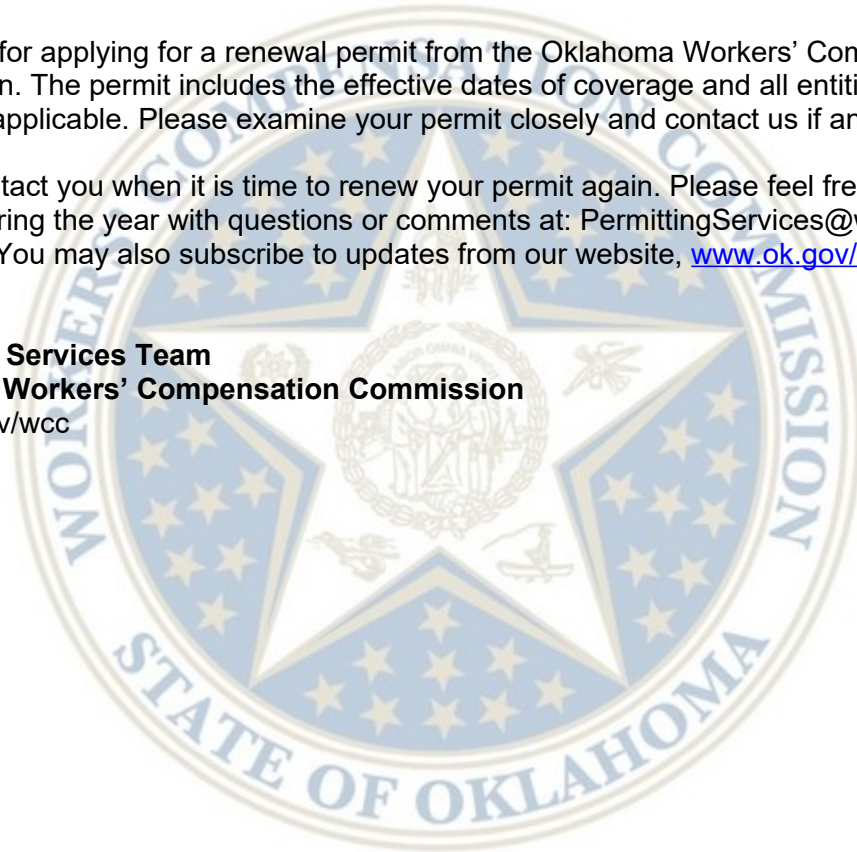 for applying for a renewal permit from the Oklahoma Workers' Com
n. The permit includes the effective dates of coverage and all entiti
applicable. Please examine your permit closely and contact us if an
tact you when it is time to renew your permit again. Please feel fre
ring the year with questions or comments at: PermittingServices@w
You may also subscribe to updates from our website, www.ok.gov/
Services Team
Workers' Compensation Commission
v/wcc
WORKERS COMPENSATION COMMISSION
STATE OF OKLAHOMA
LABOR OMNIA